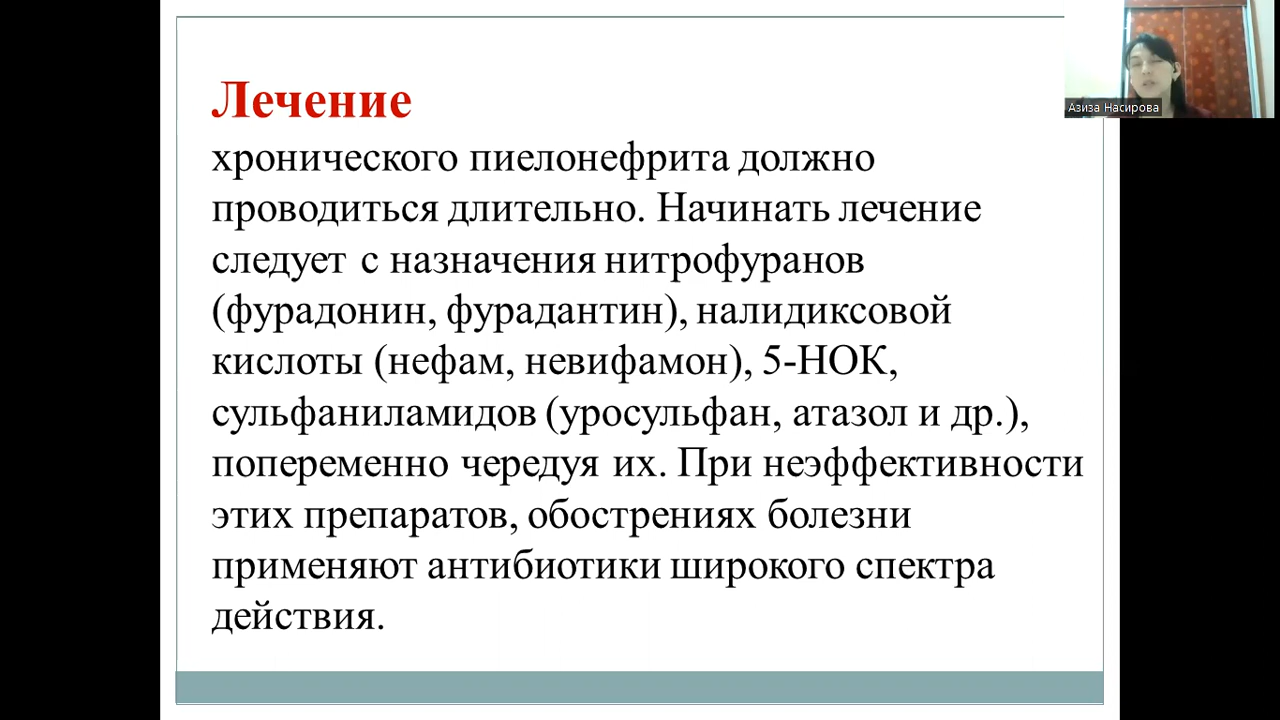 Лечение
хронического пиелонефрита должно
проводиться длительно. Начинать лечение
следует с назначения нитрофуранов
(фурадонин, фурадантин), налидиксовой
кислоты (нефам, невифамон), 5-НОК,
сульфаниламидов (уросульфан, атазол и др.),
попеременно чередуя их. При неэффективности
этих препаратов, обострениях болезни
применяют антибиотики широкого спектра
действия.
Азиза Насирова